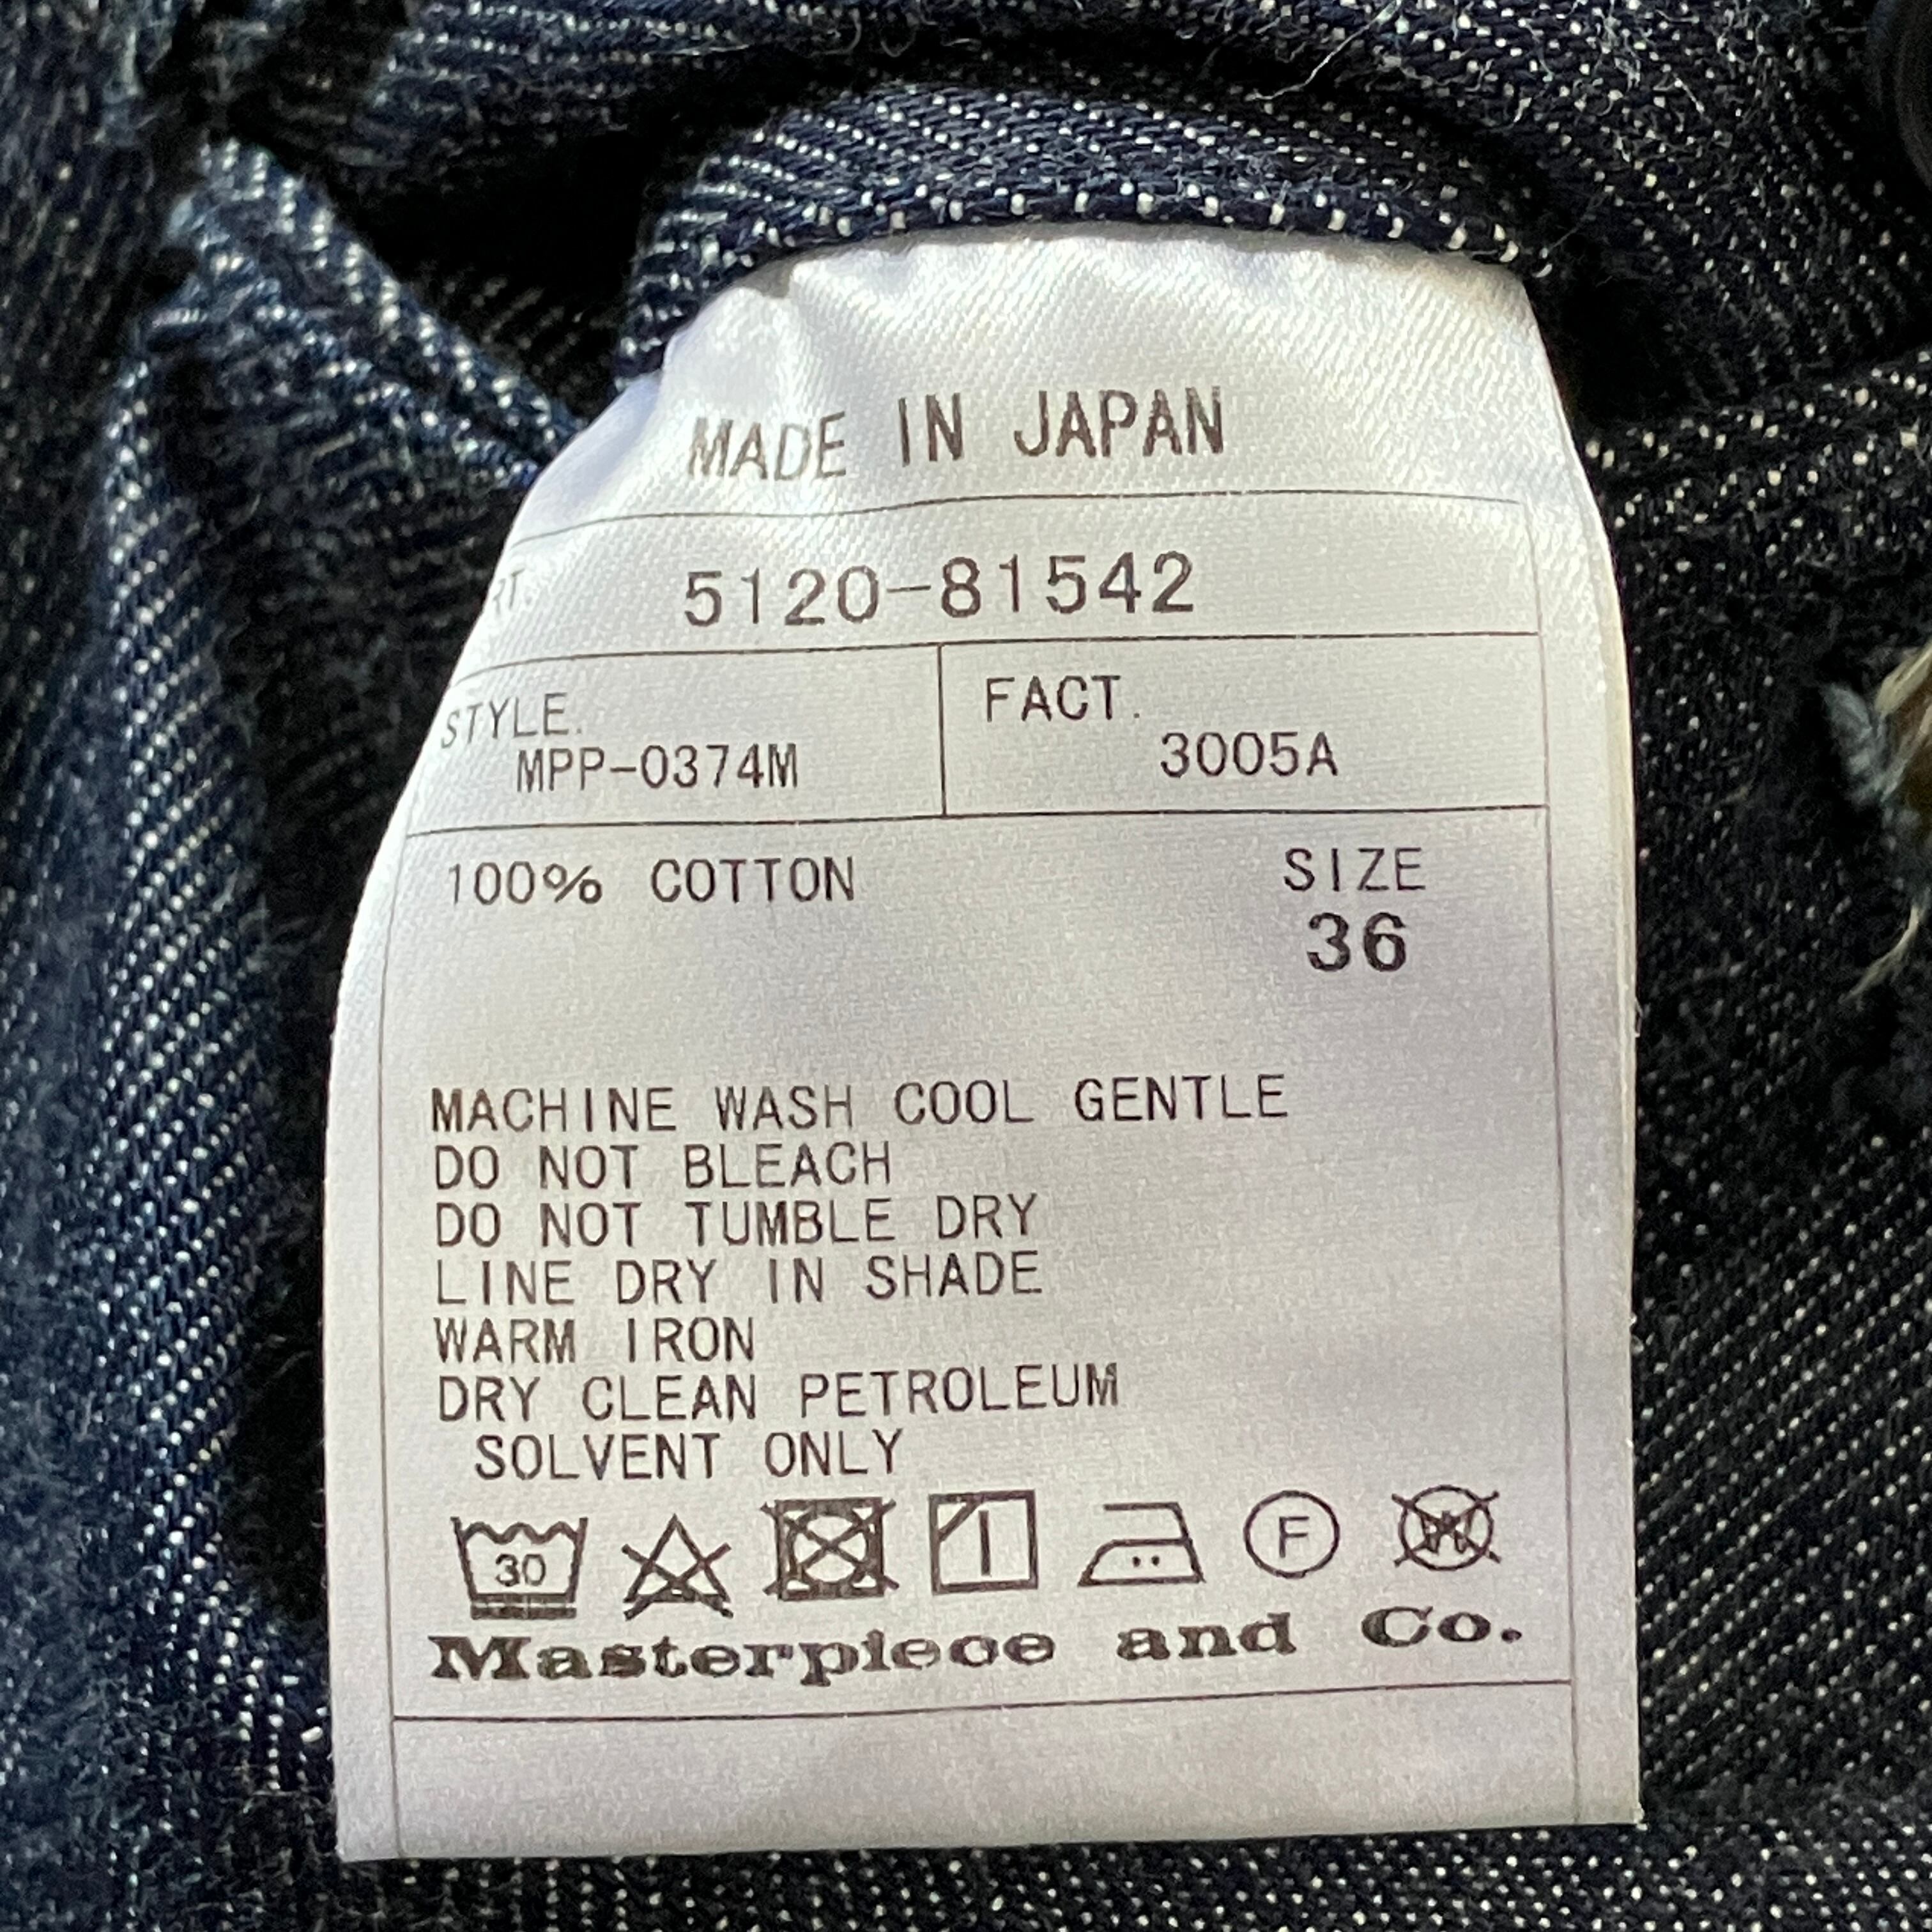 MADE IN JAPAN
RT. 5120-81542
STYLE.
MPP-0374M
FACT.
3005A
100% COTTON
SIZE
36
MACHINE WASH COOL GENTLE
DO NOT BLEACH
DO NOT TUMBLE DRY
LINE DRY IN SHADE
WARM IRON
DRY CLEAN PETROLEUM
SOLVENT ONLY
30
F
W
Masterpiece and Co.